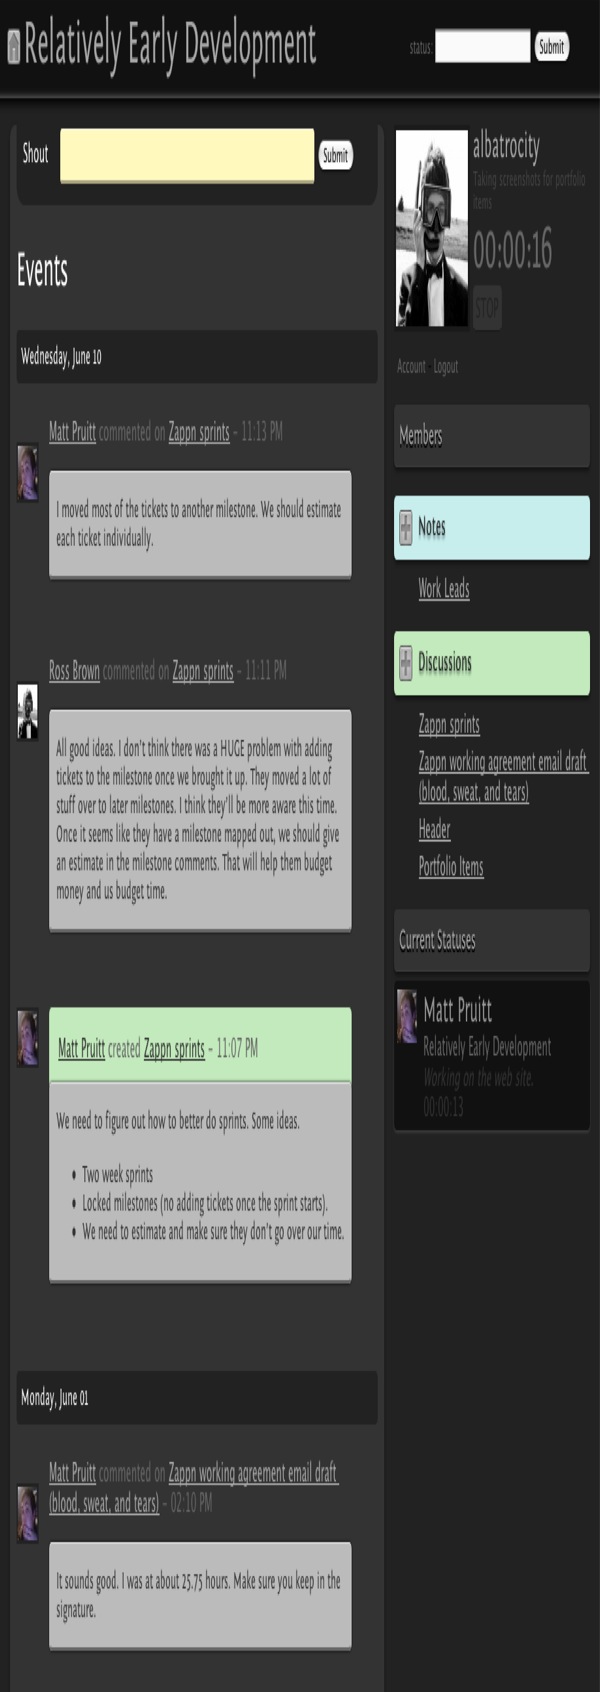 Relatively Early Development
status:
Submit
Shout
Submit
Events
Wednesday, June 10
Matt Pruitt commented on Zappn sprints – 11:13 PM
I moved most of the tickets to another milestone. We should estimate
each ticket individually.
Ross Brown commented on Zappn sprints – 11:11 PM
All good ideas. I don't think there was a HUGE problem with adding
tickets to the milestone once we brought it up. They moved a lot of
stuff over to later milestones. I think they'll be more aware this time.
Once it seems like they have a milestone mapped out, we should give
an estimate in the milestone comments. That will help them budget
money and us budget time.
Matt Pruitt created Zappn sprints – 11:07 PM
We need to figure out how to better do sprints. Some ideas.
• Two week sprints
• Locked milestones (no adding tickets once the sprint starts).
• We need to estimate and make sure they don't go over our time.
Monday, June 01
Matt Pruitt commented on Zappn working agreement email draft
(blood, sweat, and tears) – 02:10 PM
It sounds good. I was at about 25.75 hours. Make sure you keep in the
signature.
albatrocity
Taking screenshots for portfolio
items
00:00:16
STOP
Account - Logout
Members
Notes
Work Leads
Discussions
Zappn sprints
Zappn working agreement email draft
(blood, sweat, and tears)
Header
Portfolio Items
Current Statuses
Matt Pruitt
Relatively Early Development
Working on the web site.
00:00:13